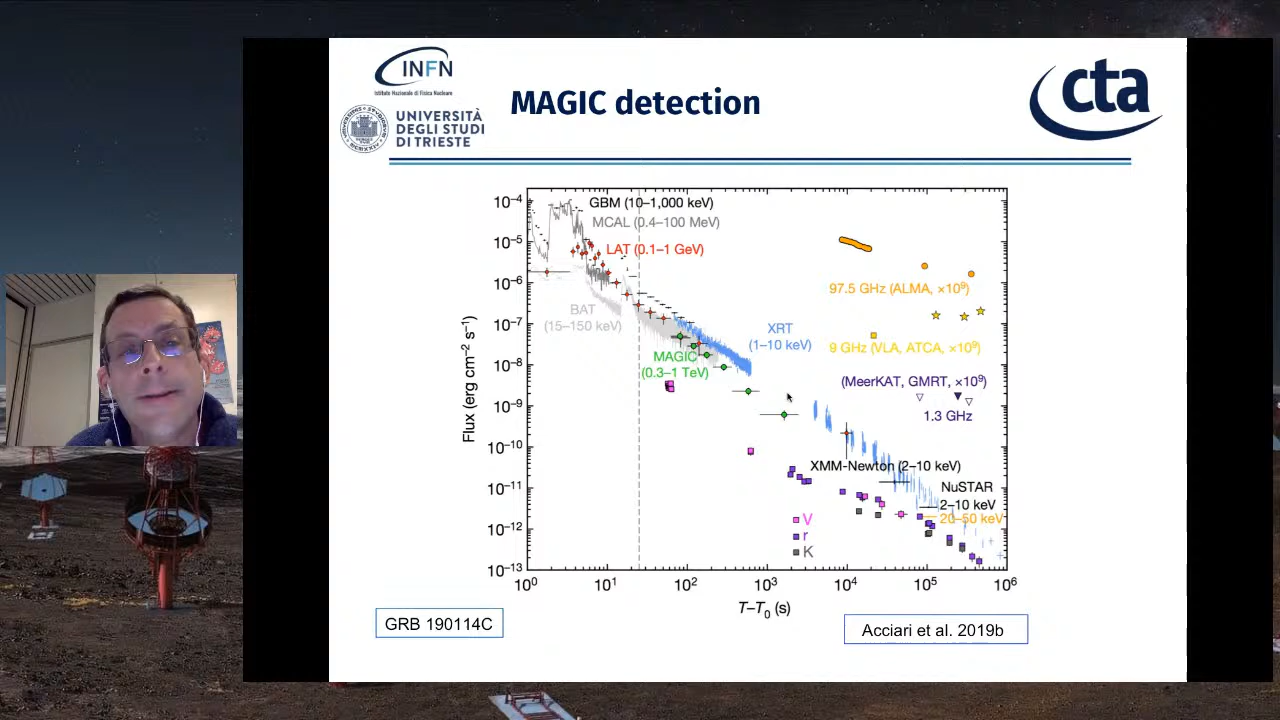 INFN
Istituto Nazionale di Fisica Nucleare
UNIVERSITÀ
DEGLI STUDI
DI TRIESTE
MAGIC detection
cta
Flux (erg cm⁻² s⁻¹)
10⁻⁴
10⁻⁵
10⁻⁶
10⁻⁷
10⁻⁸
10⁻⁹
10⁻¹⁰
10⁻¹¹
10⁻¹²
10⁻¹³
GBM (10–1,000 keV)
MCAL (0.4–100 MeV)
LAT (0.1–1 GeV)
BAT
(15–150 keV)
MAGIC
(0.3–1 TeV)
XRT
(1–10 keV)
97.5 GHz (ALMA, ×10⁹)
9 GHz (VLA, ATCA, ×10⁹)
(MeerKAT, GMRT, ×10⁹)
1.3 GHz
XMM-Newton (2–10 keV)
NuSTAR
2–10 keV
20–50 keV
V
r
K
10⁰
10¹
10²
10³
10⁴
10⁵
10⁶
T–T₀ (s)
GRB 190114C
Acciari et al. 2019b